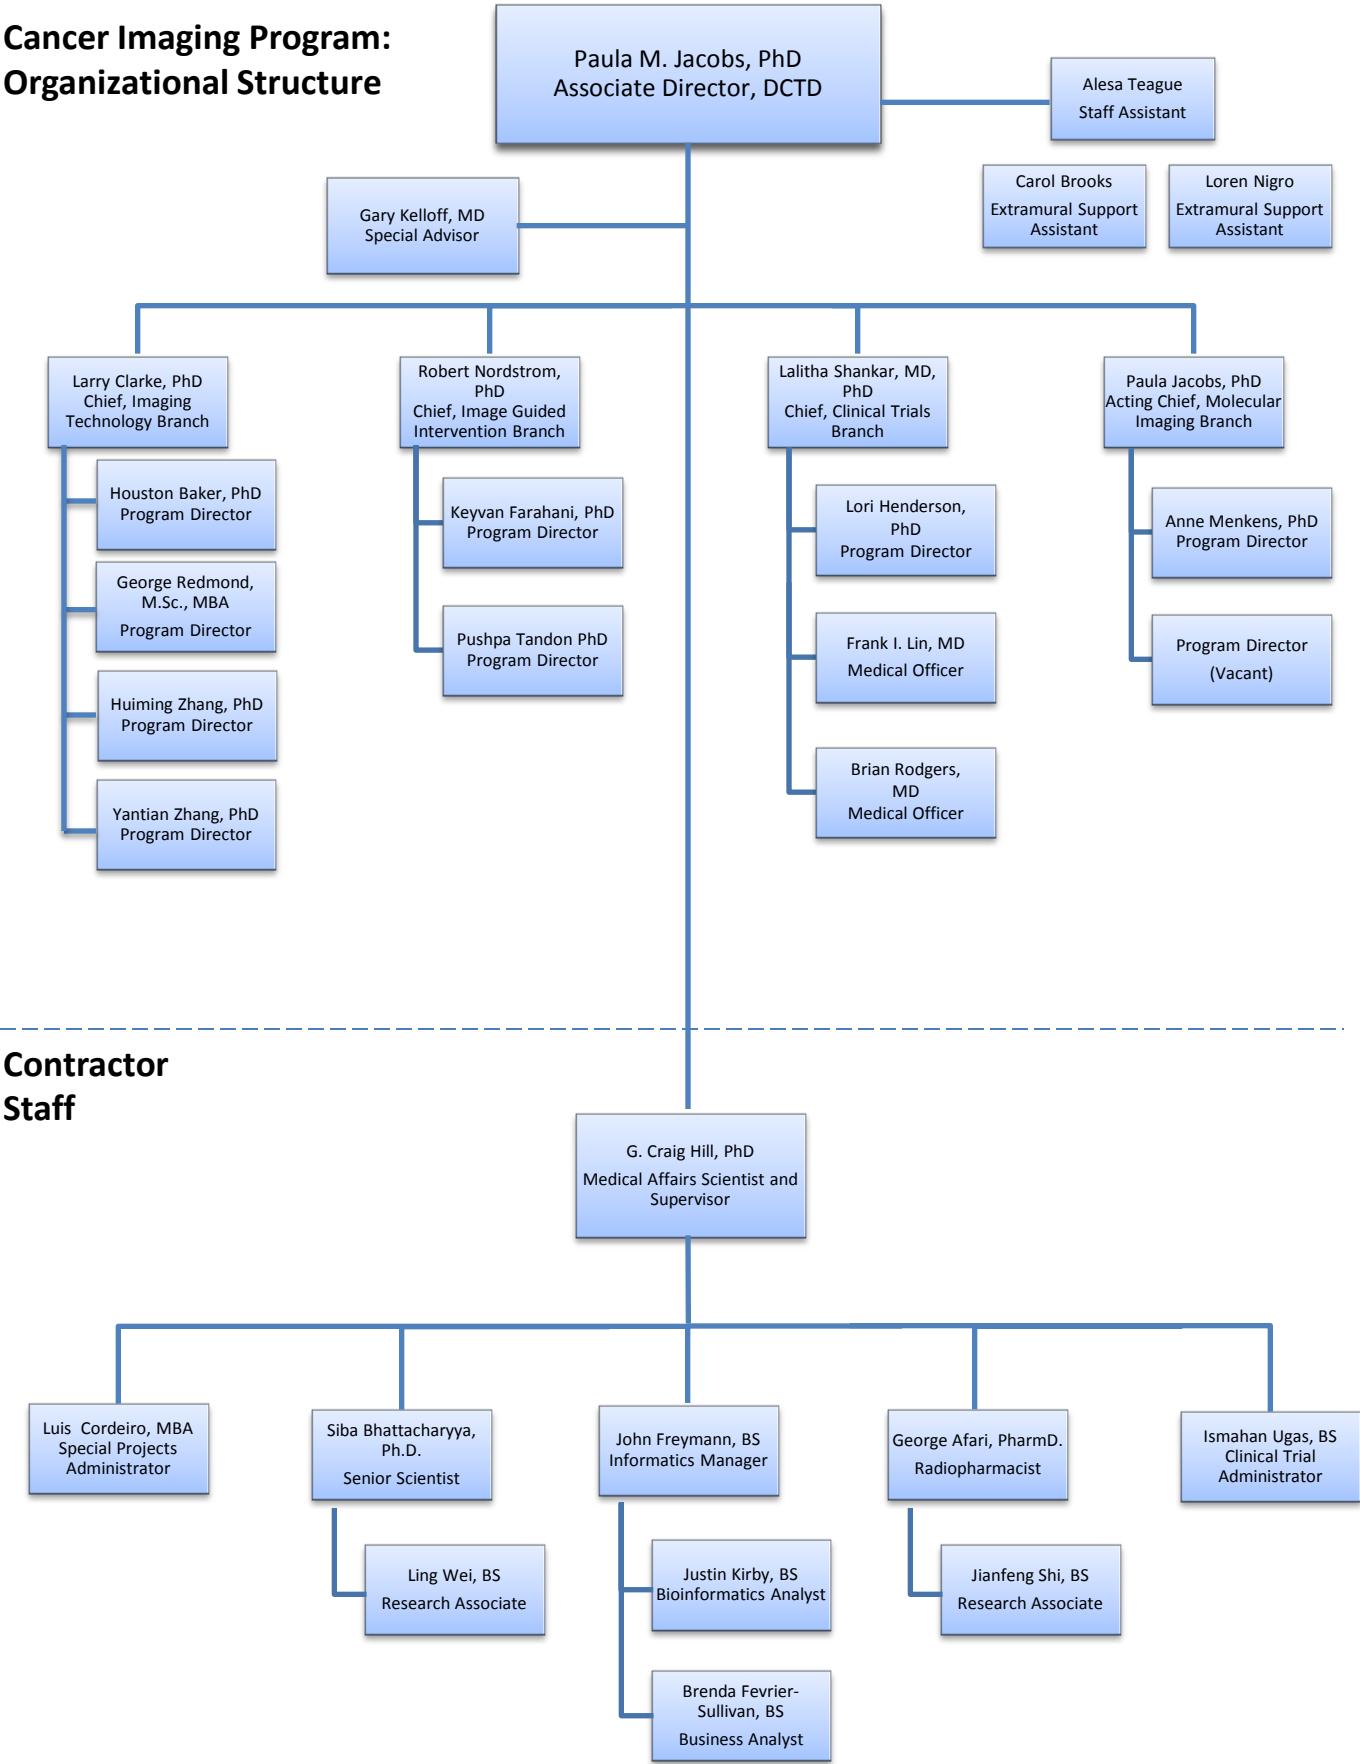 Cancer Imaging Program:
Organizational Structure
Paula M. Jacobs, PhD
Associate Director, DCTD
Alesa Teague
Staff Assistant
Carol Brooks
Extramural Support
Assistant
Loren Nigro
Extramural Support
Assistant
Gary Kelloff, MD
Special Advisor
Larry Clarke, PhD
Chief, Imaging
Technology Branch
Houston Baker, PhD
Program Director
George Redmond,
M.Sc., MBA
Program Director
Huiming Zhang, PhD
Program Director
Yantian Zhang, PhD
Program Director
Robert Nordstrom,
PhD
Chief, Image Guided
Intervention Branch
Keyvan Farahani, PhD
Program Director
Pushpa Tandon PhD
Program Director
Lalitha Shankar, MD,
PhD
Chief, Clinical Trials
Branch
Lori Henderson,
PhD
Program Director
Frank I. Lin, MD
Medical Officer
Brian Rodgers,
MD
Medical Officer
Paula Jacobs, PhD
Acting Chief, Molecular
Imaging Branch
Anne Menkens, PhD
Program Director
Program Director
(Vacant)
Contractor
Staff
G. Craig Hill, PhD
Medical Affairs Scientist and
Supervisor
Luis Cordeiro, MBA
Special Projects
Administrator
Siba Bhattacharyya,
Ph.D.
Senior Scientist
Ling Wei, BS
Research Associate
John Freymann, BS
Informatics Manager
Justin Kirby, BS
Bioinformatics Analyst
Brenda Fevrier-
Sullivan, BS
Business Analyst
George Afari, PharmD.
Radiopharmacist
Jianfeng Shi, BS
Research Associate
Ismahan Ugas, BS
Clinical Trial
Administrator